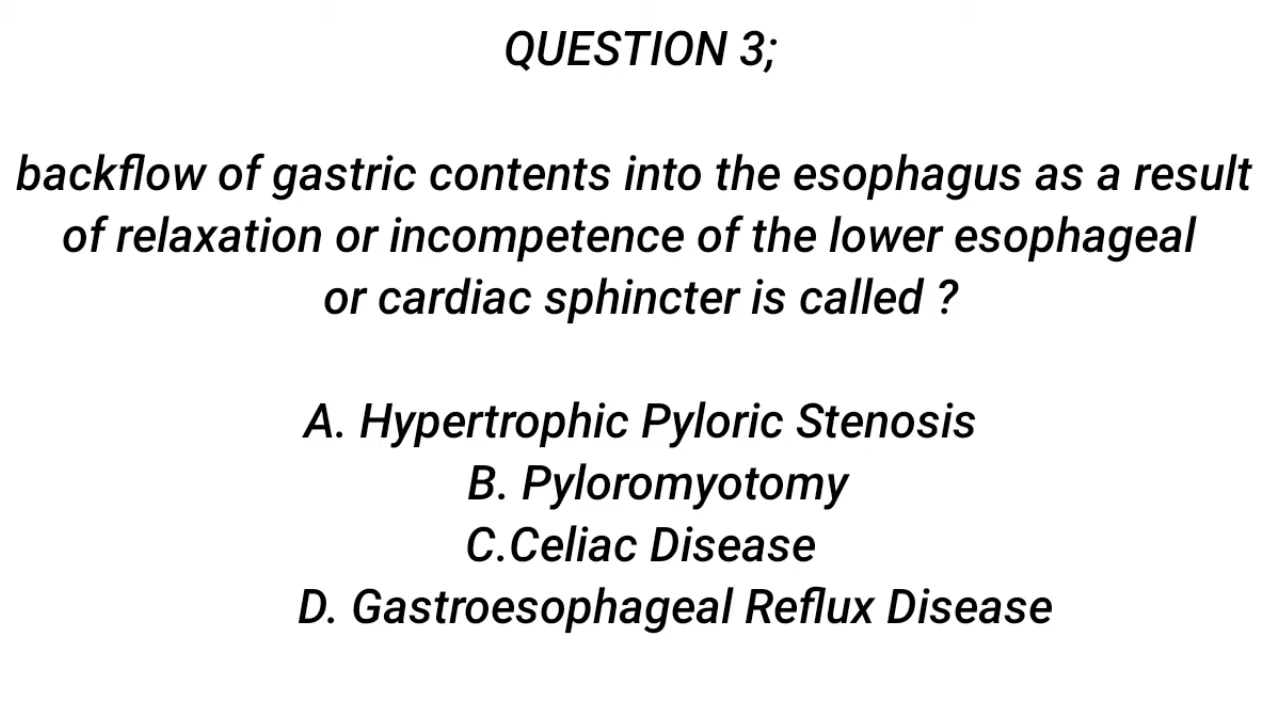 QUESTION 3;
backflow of gastric contents into the esophagus as a result
of relaxation or incompetence of the lower esophageal
or cardiac sphincter is called ?
A. Hypertrophic Pyloric Stenosis
B. Pyloromyotomy
C.Celiac Disease
D. Gastroesophageal Reflux Disease